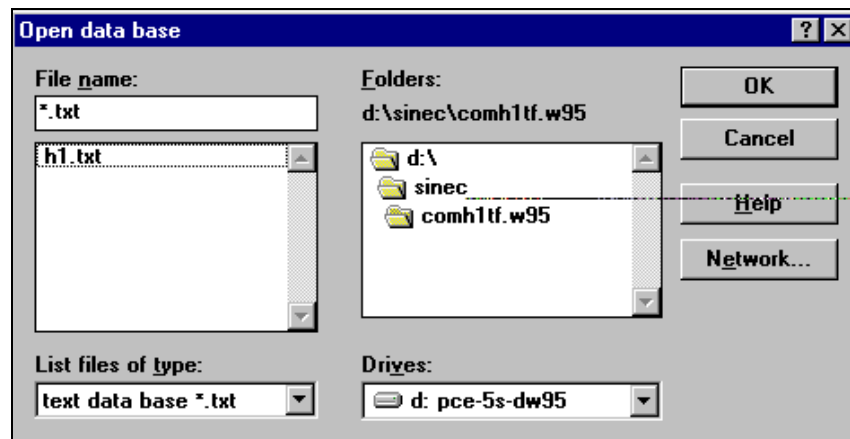 Open data base
File name:
*.txt
h1.txt
List files of type:
text data base *.txt
Folders:
d:\sinec\comh1tf.w95
d:\
sinec
comh1tf.w95
Drives:
d: pce-5s-dw95
OK
Cancel
Help
Network...